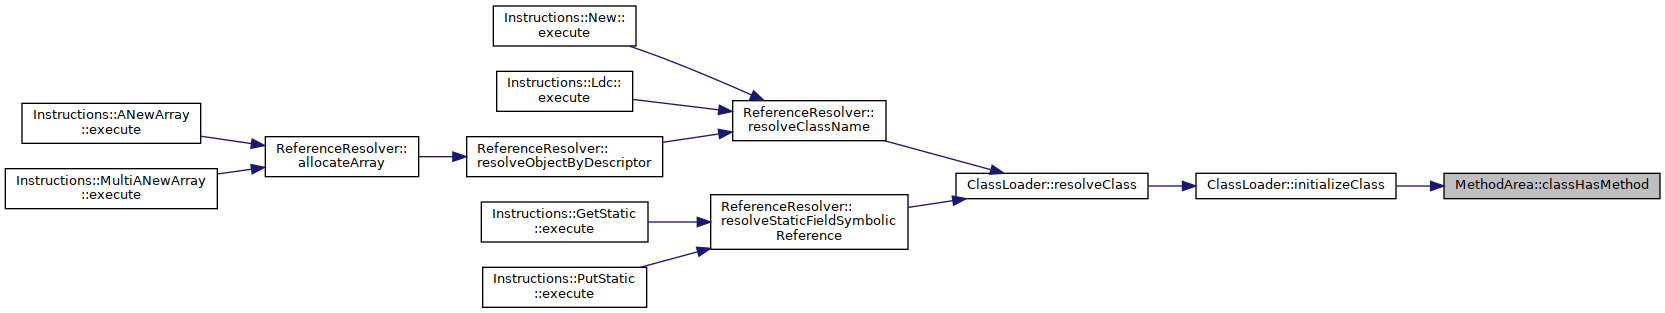 Instructions::New::
execute
Instructions::Ldc::
execute
Instructions::ANewArray
::execute
ReferenceResolver::
resolveClassName
ReferenceResolver::
allocateArray
ReferenceResolver::
resolveObjectByDescriptor
Instructions::MultiANewArray
::execute
ClassLoader::resolveClass
ClassLoader::initializeClass
MethodArea::classHasMethod
Instructions::GetStatic
::execute
ReferenceResolver::
resolveStaticFieldSymbolic
Reference
Instructions::PutStatic
::execute